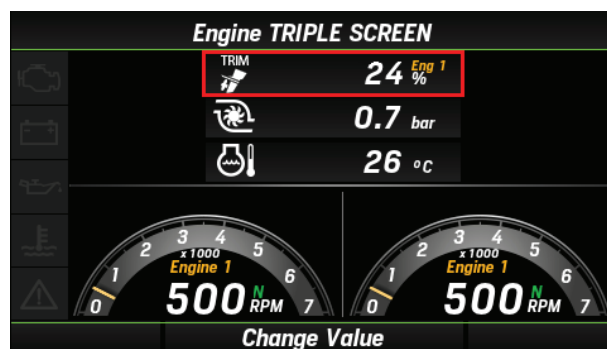 Engine TRIPLE SCREEN
TRIM
24 % Eng 1
0.7 bar
26 °C
0 1 2 3 4 5 6 7
x 1000
Engine 1
500 N RPM
0 1 2 3 4 5 6 7
x 1000
Engine 1
500 N RPM
Change Value